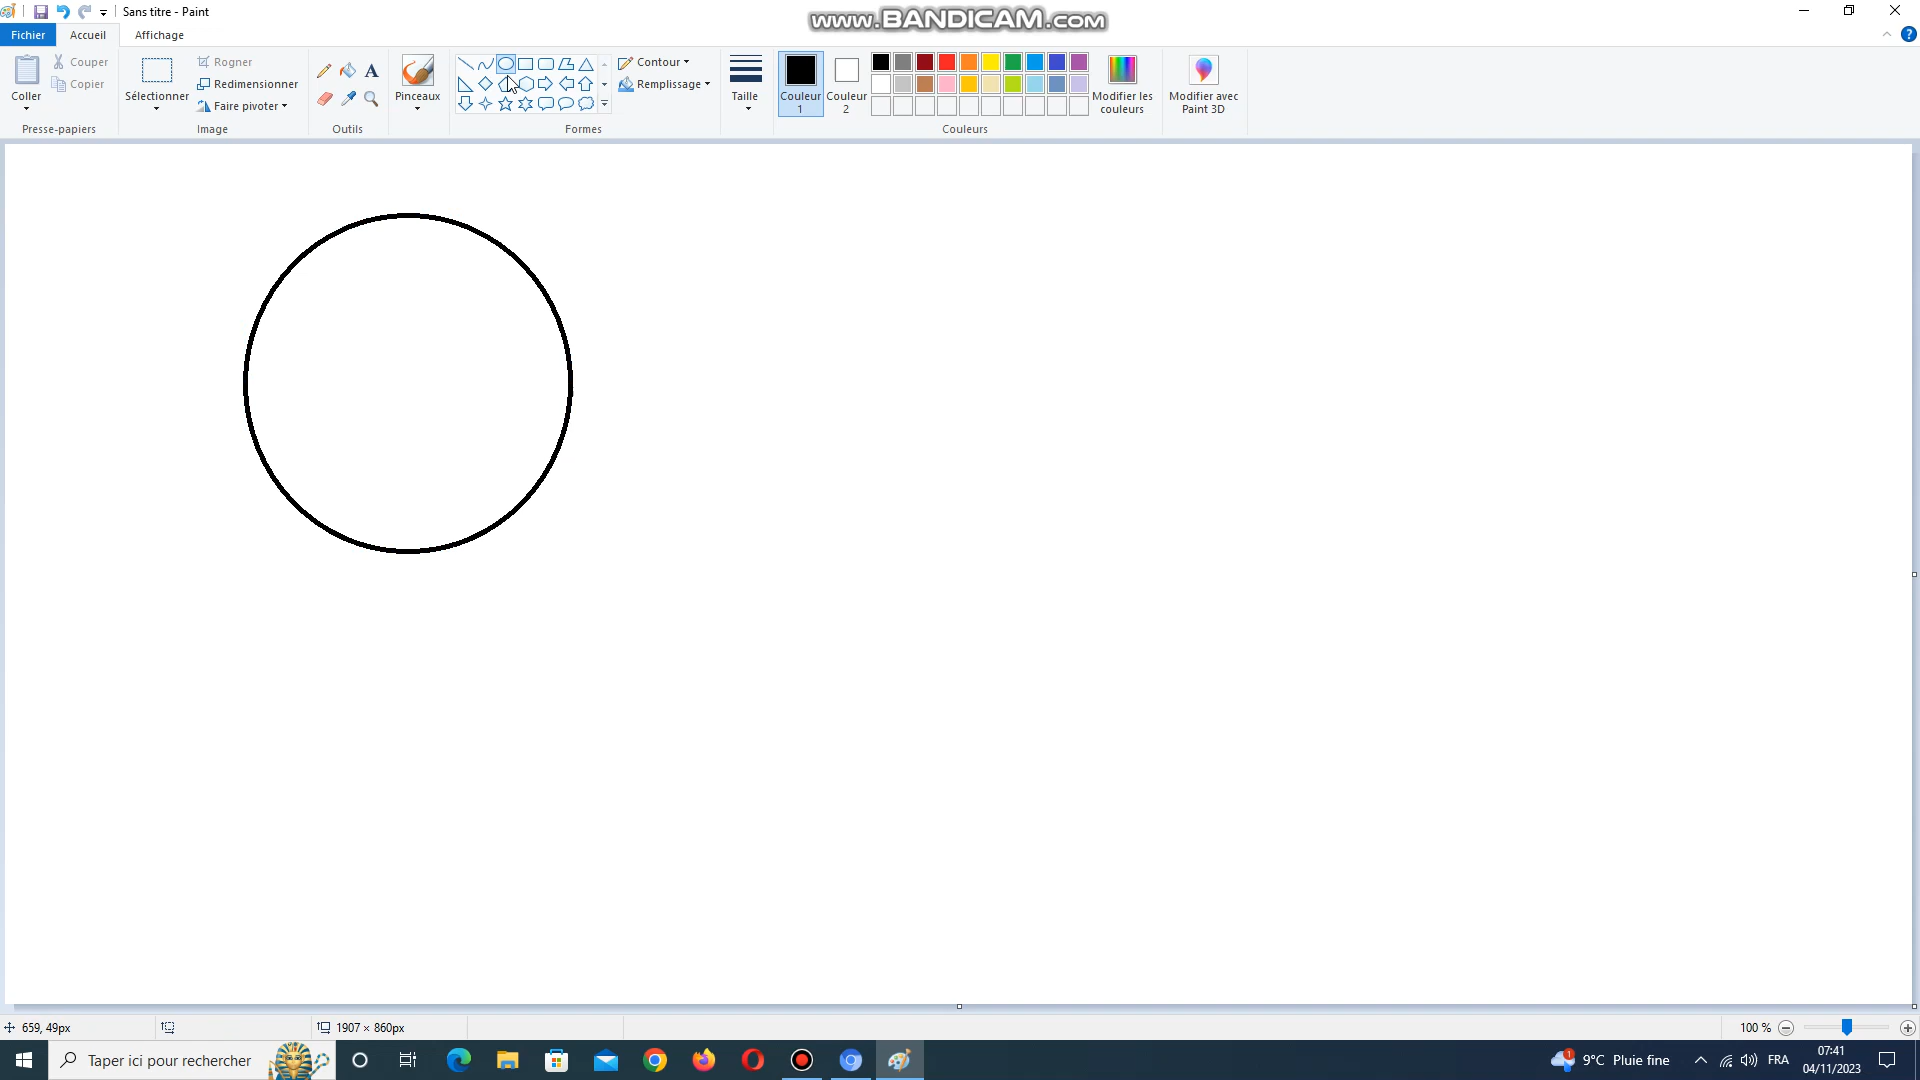 Sans titre - Paint
www.BANDICAM.com
Fichier
Accueil
Affichage
Coller
Couper
Copier
Presse-papiers
Sélectionner
Rogner
Redimensionner
Faire pivoter
Image
A
Outils
Pinceaux
Contour
Remplissage
Formes
Taille
Couleur
1
Couleur
2
Couleurs
Modifier les
couleurs
Modifier avec
Paint 3D
659, 49px
1907 × 860px
100 %
Taper ici pour rechercher
1
9°C Pluie fine
FRA
07:41
04/11/2023